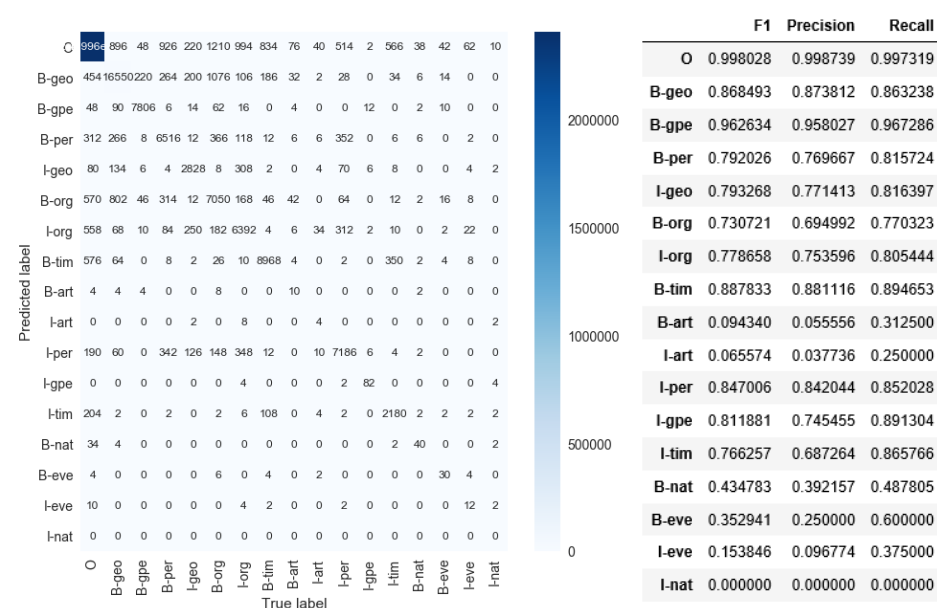 O 996e 896 48 926 220 1210 994 834 76 40 514 2 566 38 42 62 10
B-geo 454 16550 220 264 200 1076 106 186 32 2 28 0 34 6 14 0 0
B-gpe 48 90 7806 6 14 62 16 0 4 0 0 12 0 2 10 0 0
B-per 312 266 8 6516 12 366 118 12 6 6 352 0 6 6 0 2 0
I-geo 80 134 6 4 2828 8 308 2 0 4 70 6 8 0 0 4 2
B-org 570 802 46 314 12 7050 168 46 42 0 64 0 12 2 16 8 0
I-org 558 68 10 84 250 182 6392 4 6 34 312 2 10 0 2 22 0
B-tim 576 64 0 8 2 26 10 8968 4 0 2 0 350 2 4 8 0
B-art 4 4 4 0 0 8 0 0 10 0 0 0 0 2 0 0 0
I-art 0 0 0 0 2 0 8 0 0 4 0 0 0 0 0 0 2
I-per 190 60 0 342 126 148 348 12 0 10 7186 6 4 2 0 0 0
I-gpe 0 0 0 0 0 0 4 0 0 0 2 82 0 0 0 0 4
I-tim 204 2 0 2 0 2 6 108 0 4 2 0 2180 2 2 2 2
B-nat 34 4 0 0 0 0 0 0 0 0 0 0 2 40 0 0 2
B-eve 4 0 0 0 0 6 0 4 0 2 0 0 0 0 30 4 0
I-eve 10 0 0 0 0 0 4 2 0 0 2 0 0 0 0 12 2
I-nat 0 0 0 0 0 0 0 0 0 0 0 0 0 0 0 0 0
O B-geo B-gpe B-per I-geo B-org I-org B-tim B-art I-art I-per I-gpe I-tim B-nat B-eve I-eve I-nat
Predicted label
True label
2000000
1500000
1000000
500000
0
F1 Precision Recall
O 0.998028 0.998739 0.997319
B-geo 0.868493 0.873812 0.863238
B-gpe 0.962634 0.958027 0.967286
B-per 0.792026 0.769667 0.815724
I-geo 0.793268 0.771413 0.816397
B-org 0.730721 0.694992 0.770323
I-org 0.778658 0.753596 0.805444
B-tim 0.887833 0.881116 0.894653
B-art 0.094340 0.055556 0.312500
I-art 0.065574 0.037736 0.250000
I-per 0.847006 0.842044 0.852028
I-gpe 0.811881 0.745455 0.891304
I-tim 0.766257 0.687264 0.865766
B-nat 0.434783 0.392157 0.487805
B-eve 0.352941 0.250000 0.600000
I-eve 0.153846 0.096774 0.375000
I-nat 0.000000 0.000000 0.000000